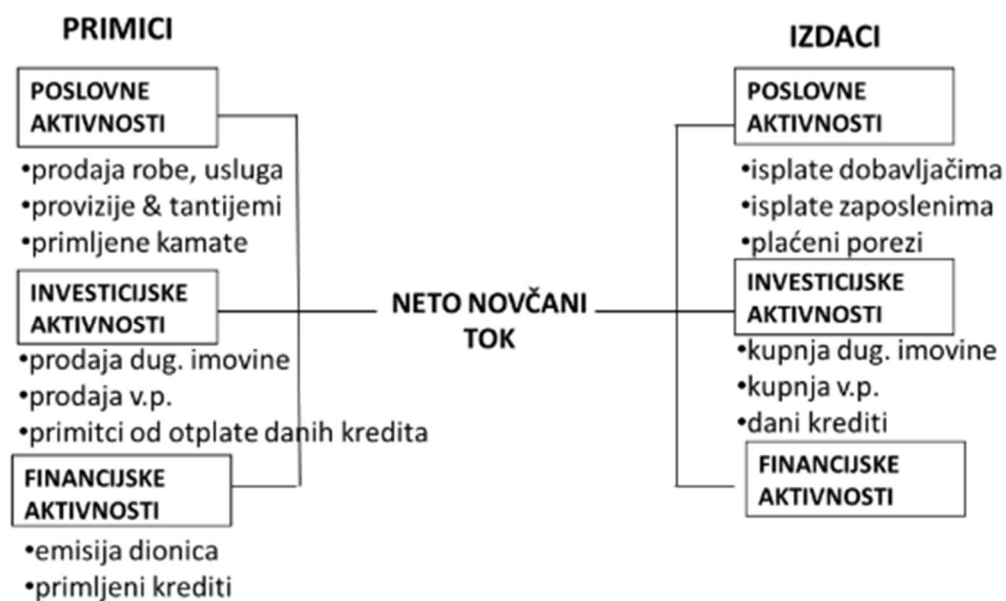 PRIMICI
POSLOVNE
AKTIVNOSTI
•prodaja robe, usluga
•provizije & tantijemi
•primljene kamate
INVESTICIJSKE
AKTIVNOSTI
•prodaja dug. imovine
•prodaja v.p.
•primitci od otplate danih kredita
FINANCIJSKE
AKTIVNOSTI
•emisija dionica
•primljeni krediti
NETO NOVČANI
TOK
IZDACI
POSLOVNE
AKTIVNOSTI
•isplate dobavljačima
•isplate zaposlenima
•plaćeni porezi
INVESTICIJSKE
AKTIVNOSTI
•kupnja dug. imovine
•kupnja v.p.
•dani krediti
FINANCIJSKE
AKTIVNOSTI